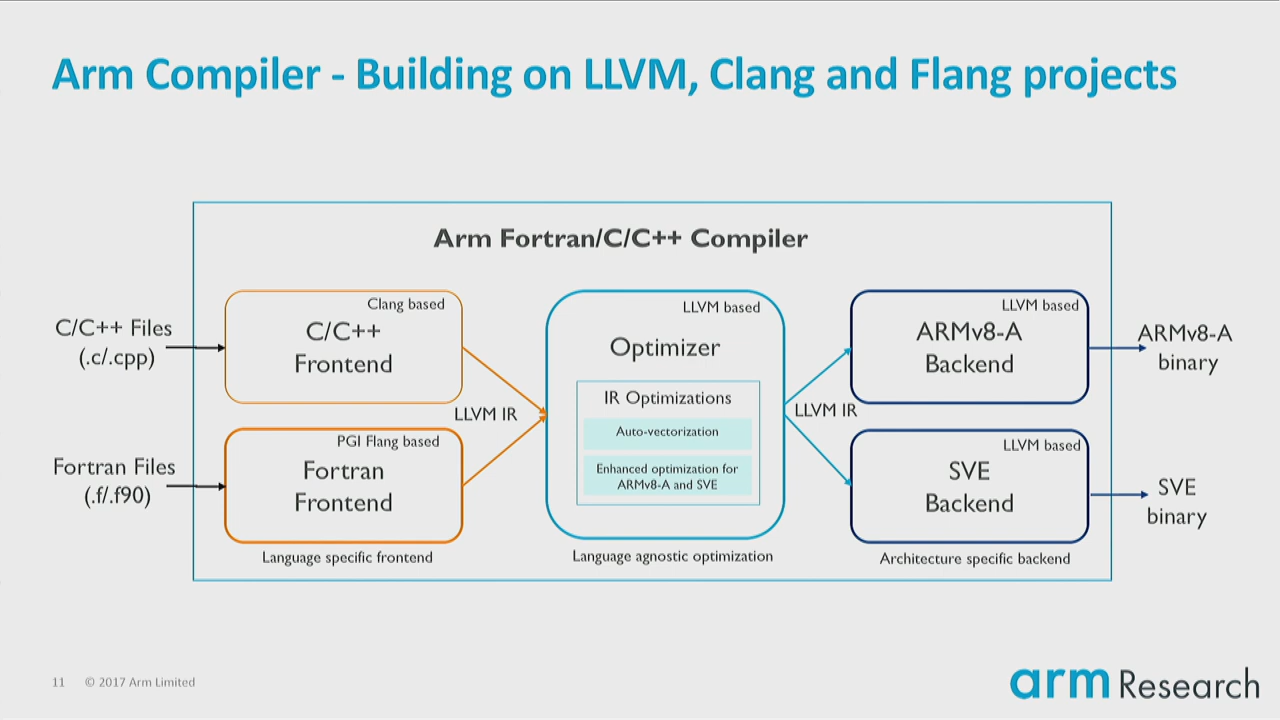 Arm Compiler - Building on LLVM, Clang and Flang projects
Arm Fortran/C/C++ Compiler
C/C++ Files
(.c/.cpp)
Clang based
C/C++
Frontend
Fortran Files
(.f/.f90)
PGI Flang based
Fortran
Frontend
Language specific frontend
LLVM IR
LLVM based
Optimizer
IR Optimizations
Auto-vectorization
Enhanced optimization for
ARMv8-A and SVE
Language agnostic optimization
LLVM IR
LLVM based
ARMv8-A
Backend
LLVM based
SVE
Backend
Architecture specific backend
ARMv8-A
binary
SVE
binary
11 © 2017 Arm Limited
arm Research